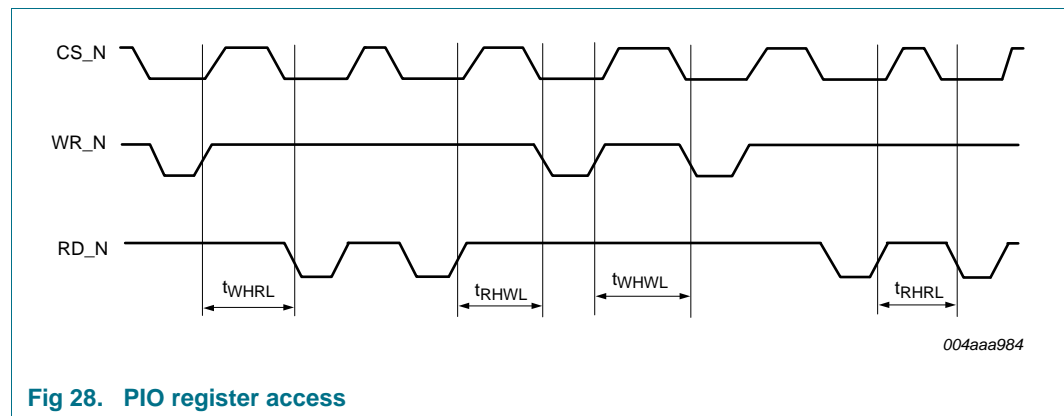 CS_N
WR_N
RD_N
tWHRL
tRHWL
tWHWL
tRHRL
004aaa984
Fig 28. PIO register access